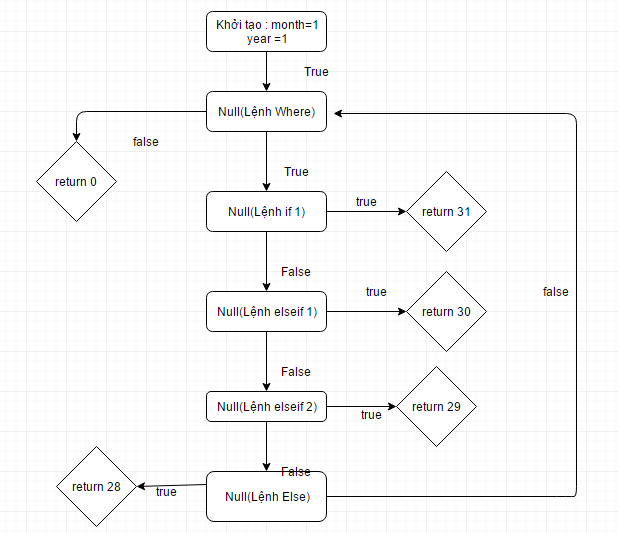 Khởi tạo : month=1
year =1
True
Null(Lệnh Where)
false
return 0
True
Null(Lệnh if 1)
true
return 31
False
Null(Lệnh elseif 1)
true
return 30
false
False
Null(Lệnh elseif 2)
true
return 29
False
Null(Lệnh Else)
true
return 28